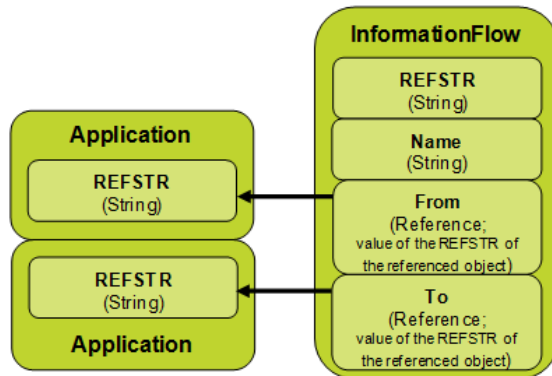 InformationFlow
REFSTR
(String)
Name
(String)
From
(Reference;
value of the REFSTR of
the referenced object)
To
(Reference;
value of the REFSTR of
the referenced object)
Application
REFSTR
(String)
REFSTR
(String)
Application